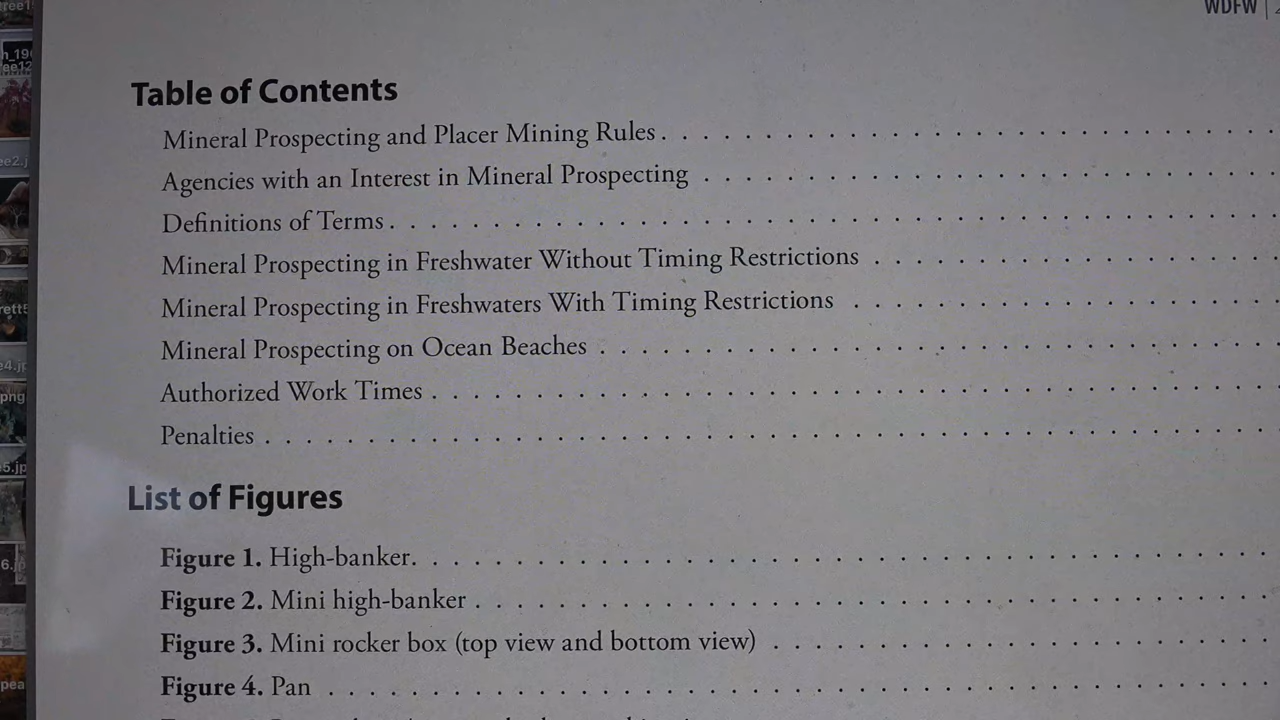 WDFW |
Table of Contents
Mineral Prospecting and Placer Mining Rules. . . . . . . . . . . . . . . . . . . . . . . . . . .
Agencies with an Interest in Mineral Prospecting . . . . . . . . . . . . . . . . . . . . . . . . .
Definitions of Terms. . . . . . . . . . . . . . . . . . . . . . . . . . . . . . . . . . . . .
Mineral Prospecting in Freshwater Without Timing Restrictions . . . . . . . . . . . . . . . . . .
Mineral Prospecting in Freshwaters With Timing Restrictions . . . . . . . . . . . . . . . . . . .
Mineral Prospecting on Ocean Beaches . . . . . . . . . . . . . . . . . . . . . . . . . . . . .
Authorized Work Times . . . . . . . . . . . . . . . . . . . . . . . . . . . . . . . . . . .
Penalties . . . . . . . . . . . . . . . . . . . . . . . . . . . . . . . . . . . . . . . . .
List of Figures
Figure 1. High-banker. . . . . . . . . . . . . . . . . . . . . . . . . . . . . . . . . . . .
Figure 2. Mini high-banker . . . . . . . . . . . . . . . . . . . . . . . . . . . . . . . . .
Figure 3. Mini rocker box (top view and bottom view) . . . . . . . . . . . . . . . . . . . . . .
Figure 4. Pan . . . . . . . . . . . . . . . . . . . . . . . . . . . . . . . . . . . . . . .